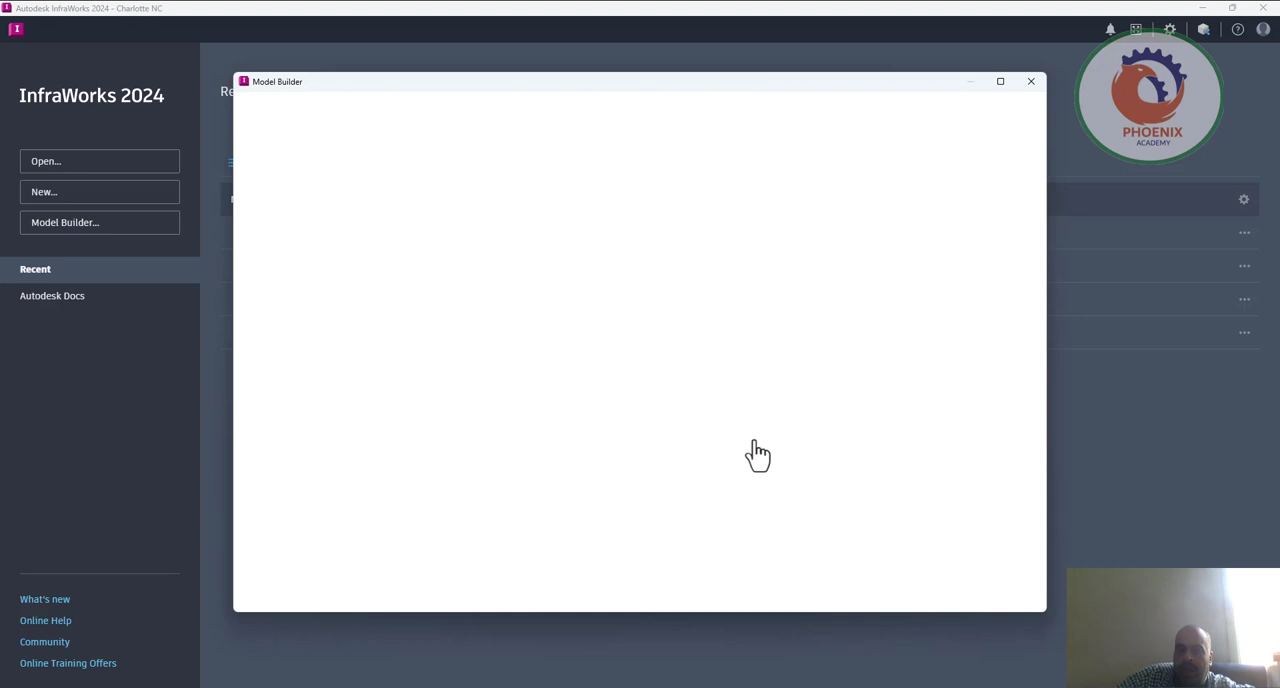 Autodesk InfraWorks 2024 - Charlotte NC
InfraWorks 2024
Open...
New...
Model Builder...
Recent
Autodesk Docs
What's new
Online Help
Community
Online Training Offers
Model Builder
PHOENIX
ACADEMY